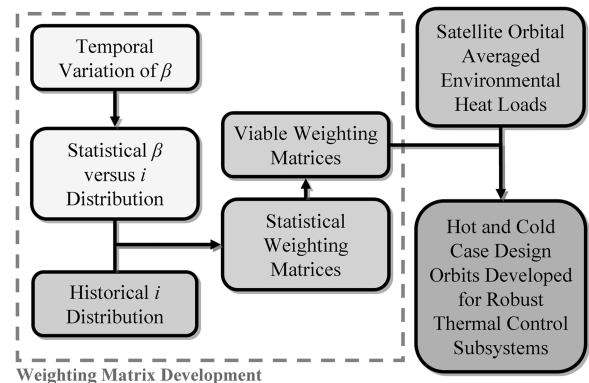 Temporal
Variation of β
Statistical β
versus i
Distribution
Historical i
Distribution
Viable Weighting
Matrices
Statistical
Weighting
Matrices
Satellite Orbital
Averaged
Environmental
Heat Loads
Hot and Cold
Case Design
Orbits Developed
for Robust
Thermal Control
Subsystems
Weighting Matrix Development